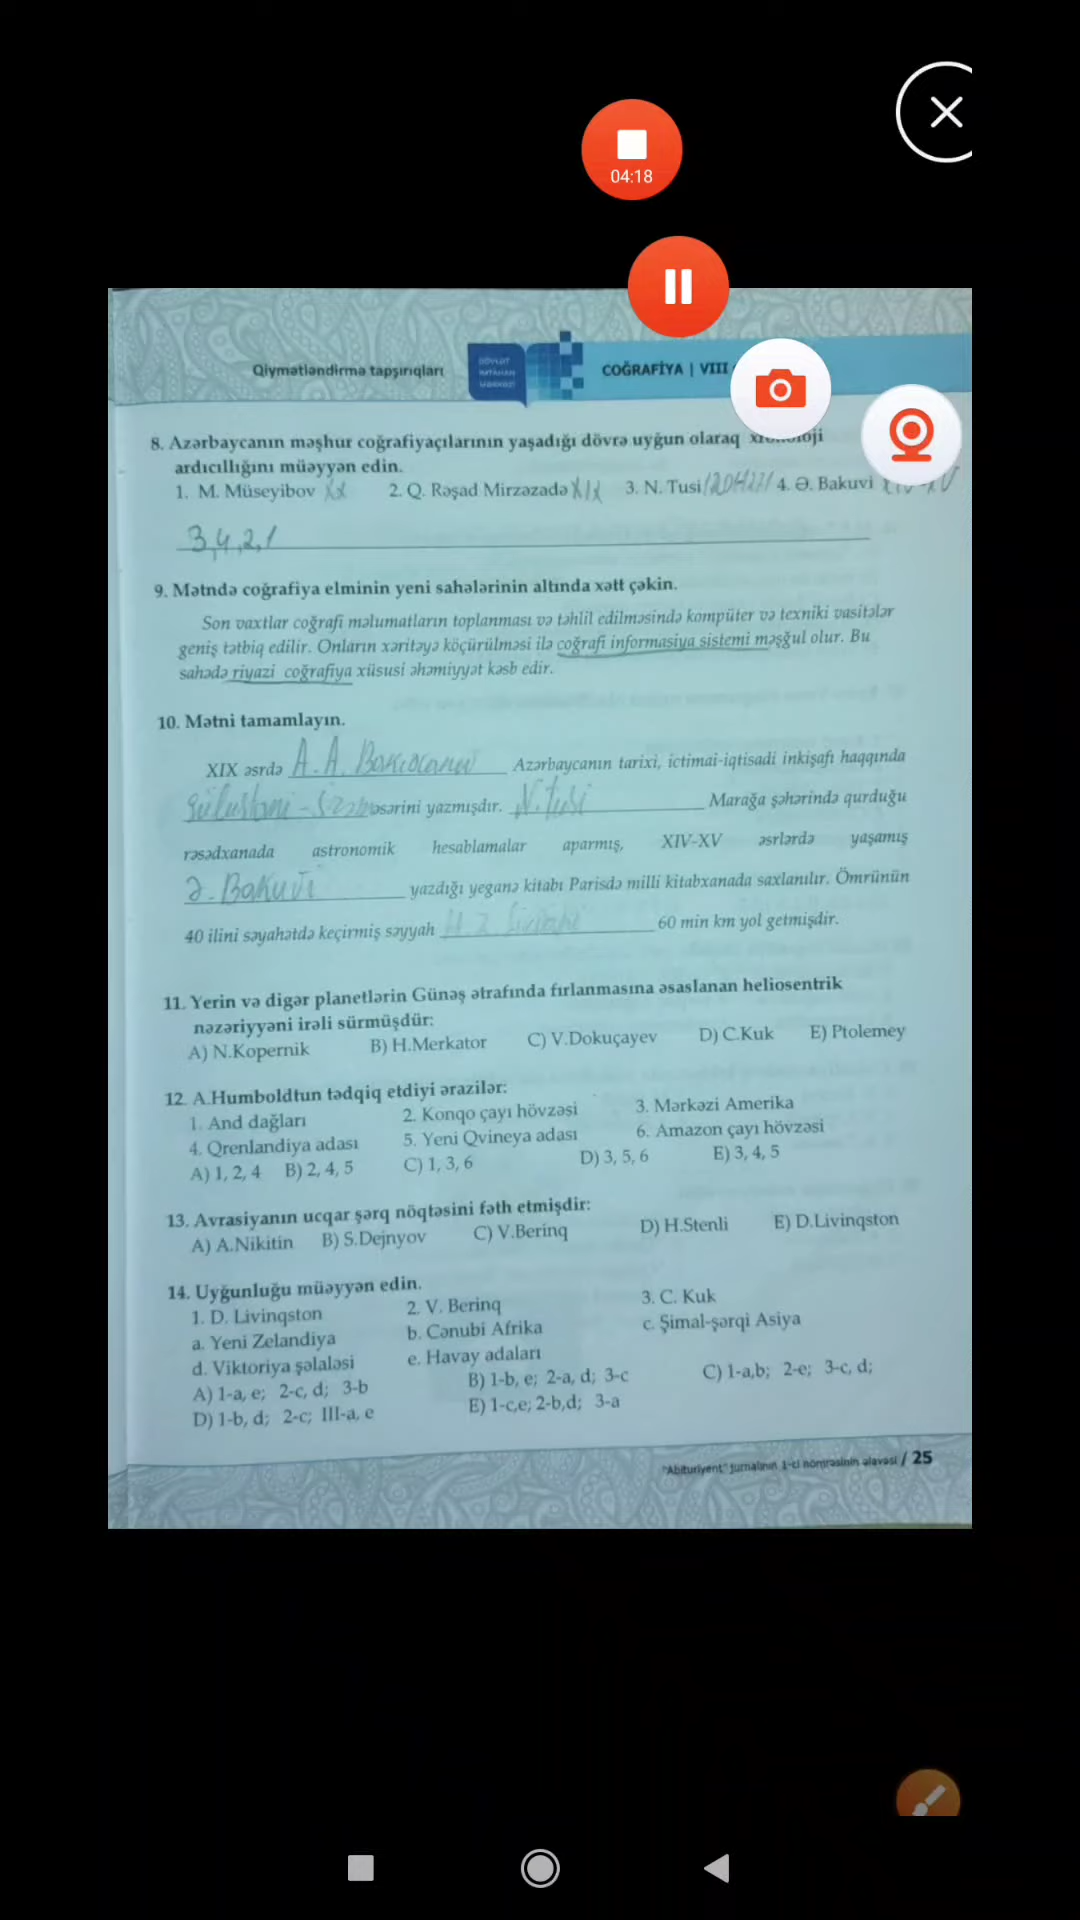 04:18
Qiymətləndirmə tapşırıqları
DÖVLƏT
İMTAHAN
MƏRKƏZİ
COĞRAFİYA | VIII
8. Azərbaycanın məşhur coğrafiyaçılarının yaşadığı dövrə uyğun olaraq
ardıcıllığını müəyyən edin.
1. M. Müseyibov XX 2. Q. Rəşad Mirzəzadə XIX 3. N. Tusi 4. Ə. Bakuvi
3,4,2,1
9. Mətndə coğrafiya elminin yeni sahələrinin altında xətt çəkin.
Son vaxtlar coğrafi məlumatların toplanması və təhlil edilməsində kompüter və texniki vasitələr
geniş tətbiq edilir. Onların xəritəyə köçürülməsi ilə coğrafi informasiya sistemi məşğul olur. Bu
sahədə riyazi coğrafiya xüsusi əhəmiyyət kəsb edir.
10. Mətni tamamlayın.
XIX əsrdə A.A. Azərbaycanın tarixi, ictimai-iqtisadi inkişafı haqqında
əsərini yazmışdır. N.Tusi Marağa şəhərində qurduğu
rəsədxanada astronomik hesablamalar aparmış, XIV-XV əsrlərdə yaşamış
Ə. Bakuvi yazdığı yeganə kitabı Parisdə milli kitabxanada saxlanılır. Ömrünün
40 ilini səyahətdə keçirmiş səyyah 60 min km yol getmişdir.
11. Yerin və digər planetlərin Günəş ətrafında fırlanmasına əsaslanan heliosentrik
nəzəriyyəni irəli sürmüşdür:
A) N.Kopernik B) H.Merkator C) V.Dokuçayev D) C.Kuk E) Ptolemey
12. A.Humboldtun tədqiq etdiyi ərazilər:
1. And dağları 2. Konqo çayı hövzəsi 3. Mərkəzi Amerika
4. Qrenlandiya adası 5. Yeni Qvineya adası 6. Amazon çayı hövzəsi
A) 1, 2, 4 B) 2, 4, 5 C) 1, 3, 6 D) 3, 5, 6 E) 3, 4, 5
13. Avrasiyanın ucqar şərq nöqtəsini fəth etmişdir:
A) A.Nikitin B) S.Dejnyov C) V.Berinq D) H.Stenli E) D.Livinqston
14. Uyğunluğu müəyyən edin.
1. D. Livinqston 2. V. Berinq 3. C. Kuk
a. Yeni Zelandiya b. Cənubi Afrika c. Şimal-şərqi Asiya
d. Viktoriya şəlaləsi e. Havay adaları
A) 1-a, e; 2-c, d; 3-b B) 1-b, e; 2-a, d; 3-c C) 1-a,b; 2-e; 3-c, d;
D) 1-b, d; 2-c; III-a, e E) 1-c,e; 2-b,d; 3-a
"Abituriyent" jurnalının 1-ci nömrəsinin əlavəsi / 25